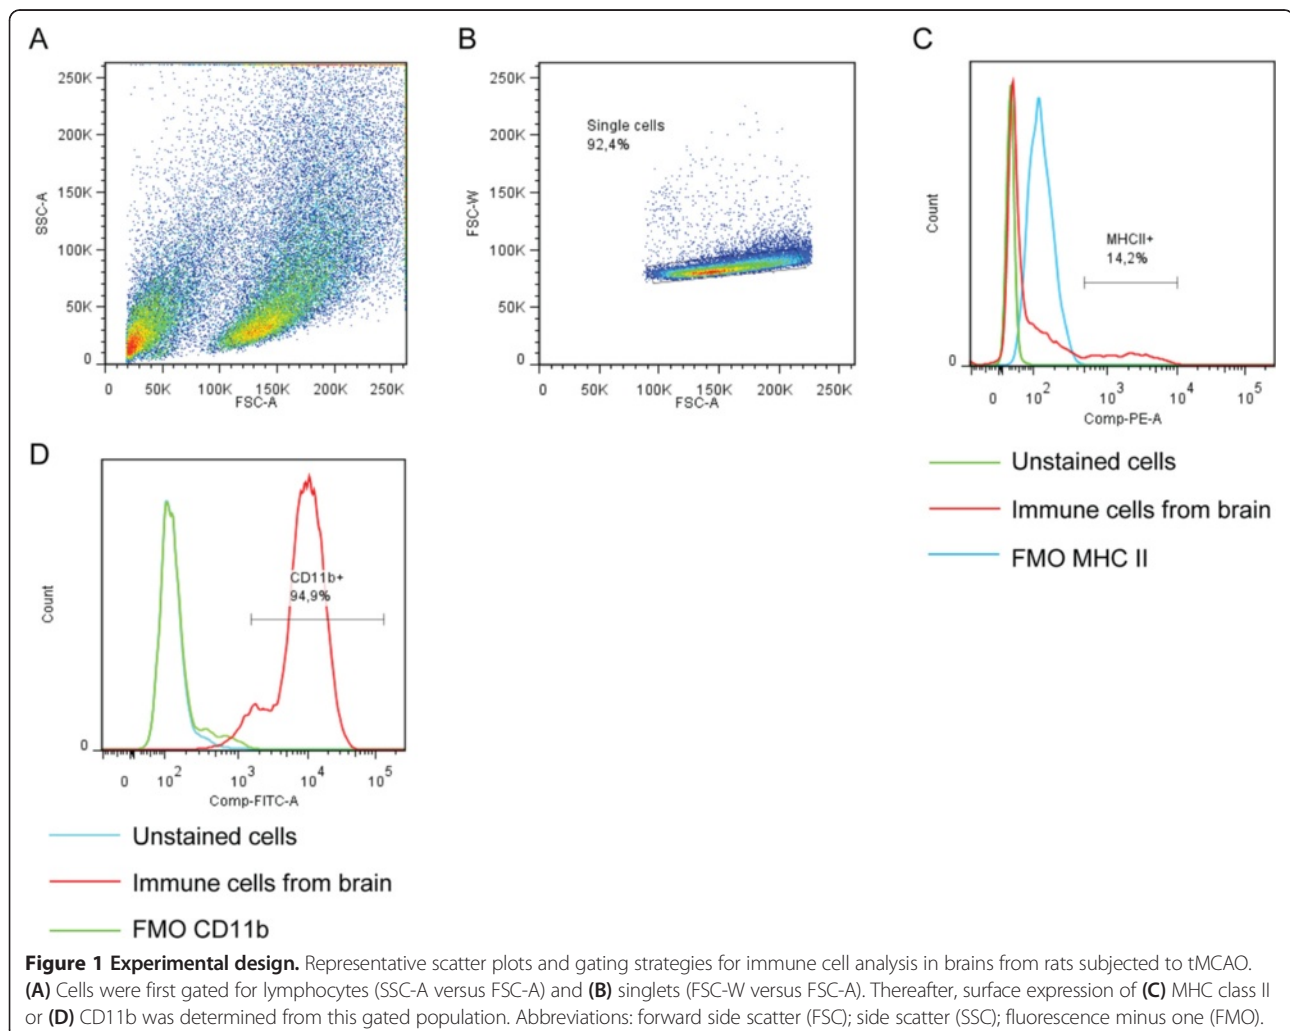 A
250K
200K
150K
100K
50K
0
SSC-A
0 50K 100K 150K 200K 250K
FSC-A
B
250K
200K
150K
100K
50K
0
FSC-W
Single cells
92,4%
0 50K 100K 150K 200K 250K
FSC-A
C
Count
MHCII+
14,2%
0
0 10^2 10^3 10^4 10^5
Comp-PE-A
Unstained cells
Immune cells from brain
FMO MHC II
D
Count
CD11b+
94,9%
0
0 10^2 10^3 10^4 10^5
Comp-FITC-A
Unstained cells
Immune cells from brain
FMO CD11b
Figure 1 Experimental design. Representative scatter plots and gating strategies for immune cell analysis in brains from rats subjected to tMCAO.
(A) Cells were first gated for lymphocytes (SSC-A versus FSC-A) and (B) singlets (FSC-W versus FSC-A). Thereafter, surface expression of (C) MHC class II
or (D) CD11b was determined from this gated population. Abbreviations: forward side scatter (FSC); side scatter (SSC); fluorescence minus one (FMO).